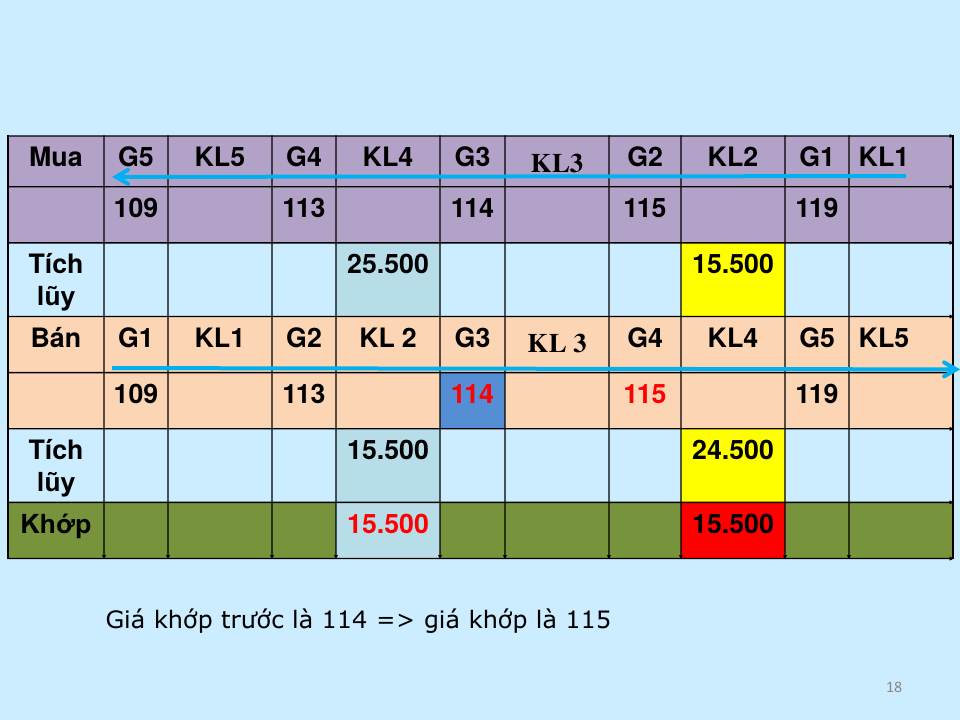 Mua G5 KL5 G4 KL4 G3 KL3 G2 KL2 G1 KL1
109 113 114 115 119
Tích
lũy
25.500 15.500
Bán G1 KL1 G2 KL 2 G3 KL 3 G4 KL4 G5 KL5
109 113 114 115 119
Tích
lũy
15.500 24.500
Khớp 15.500 15.500
Giá khớp trước là 114 => giá khớp là 115
18